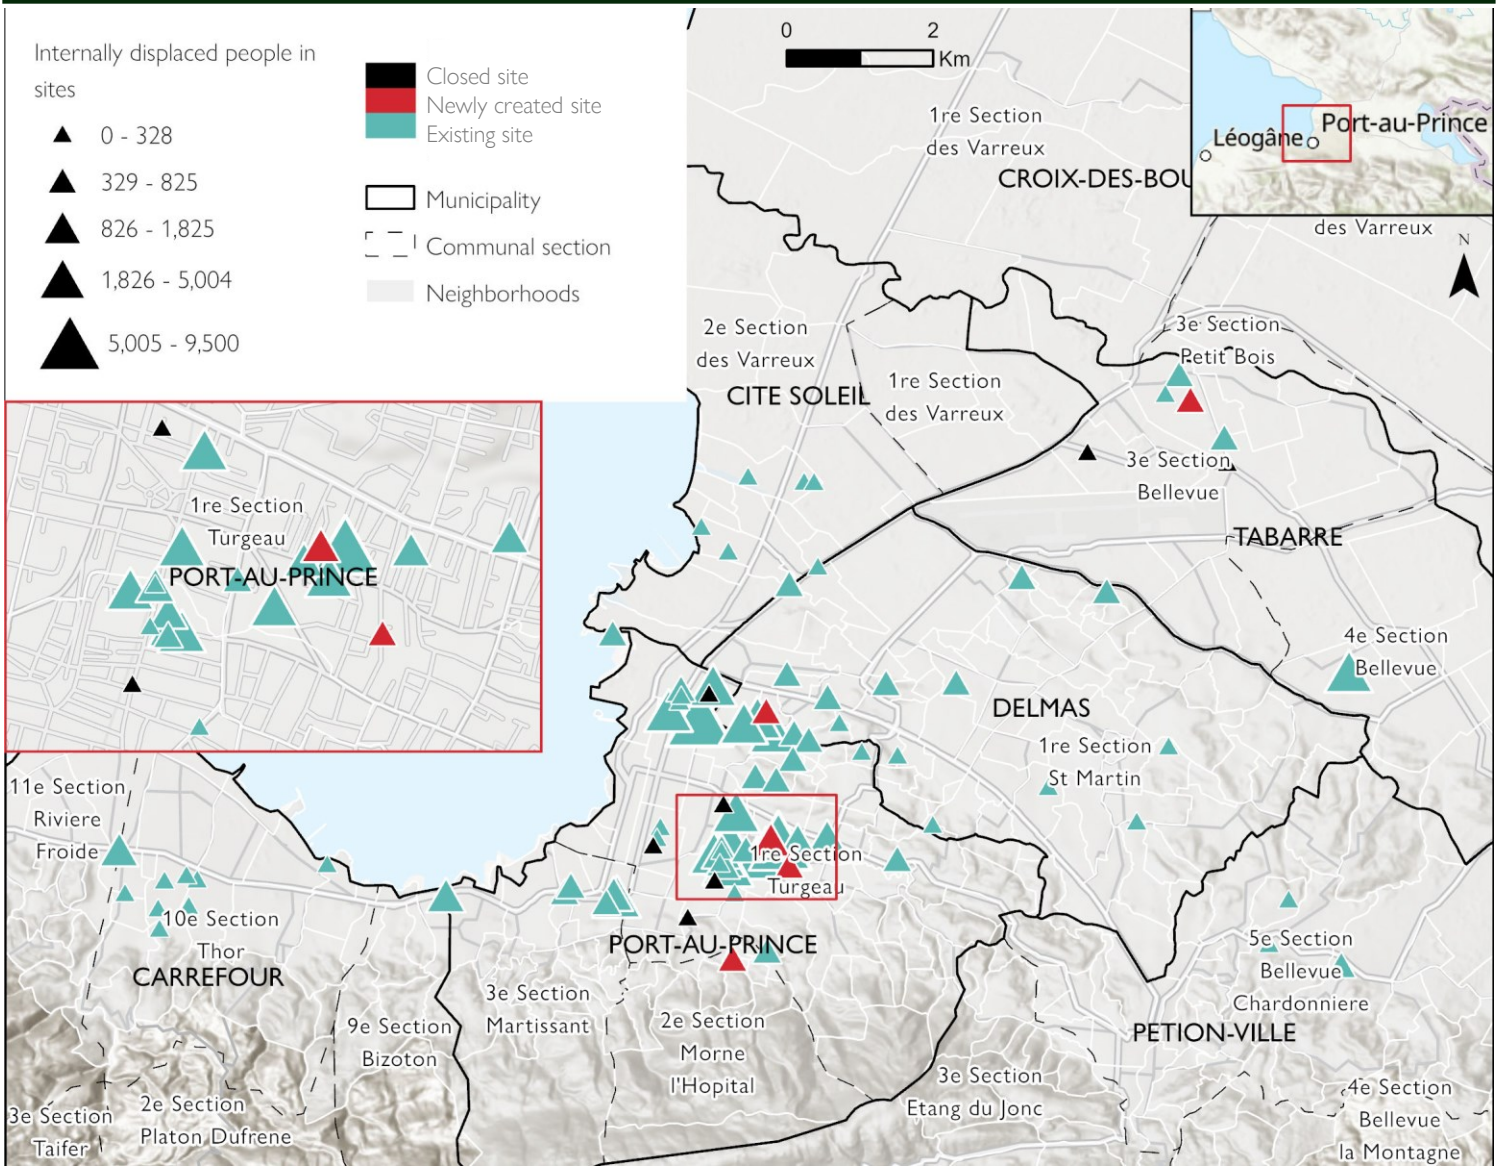 Internally displaced people in
sites
0 - 328
329 - 825
826 - 1,825
1,826 - 5,004
5,005 - 9,500
Closed site
Newly created site
Existing site
Municipality
Communal section
Neighborhoods
0 2
Km
1re Section
des Varreux
CROIX-DES-BOU
Léogâne
Port-au-Prince
des Varreux
N
2e Section
des Varreux
CITE SOLEIL
1re Section
des Varreux
3e Section
Petit Bois
3e Section
Bellevue
TABARRE
4e Section
Bellevue
1re Section
Turgeau
PORT-AU-PRINCE
DELMAS
1re Section
St Martin
11e Section
Riviere
Froide
10e Section
Thor
CARREFOUR
1re Section
Turgeau
PORT-AU-PRINCE
3e Section
Martissant
9e Section
Bizoton
2e Section
Morne
l'Hopital
5e Section
Bellevue
Chardonniere
PETION-VILLE
3e Section
Etang du Jonc
3e Section
Taifer
2e Section
Platon Dufrene
4e Section
Bellevue
la Montagne